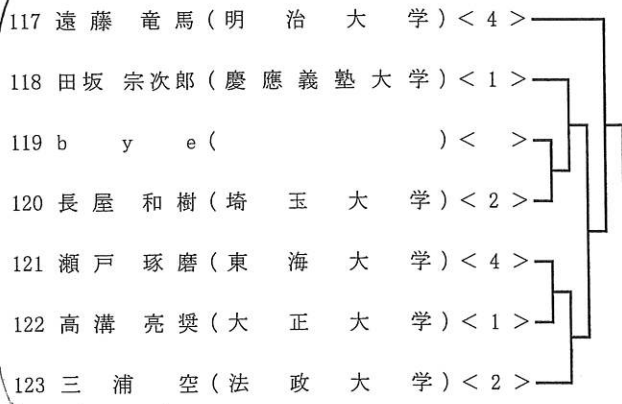 117 遠藤 竜馬 (明治大学) < 4 >
118 田坂 宗次郎 (慶應義塾大学) < 1 >
119 bye ( ) < >
120 長屋 和樹 (埼玉大学) < 2 >
121 瀬戸 琢磨 (東海大学) < 4 >
122 高溝 亮奨 (大正大学) < 1 >
123 三浦 空 (法政大学) < 2 >